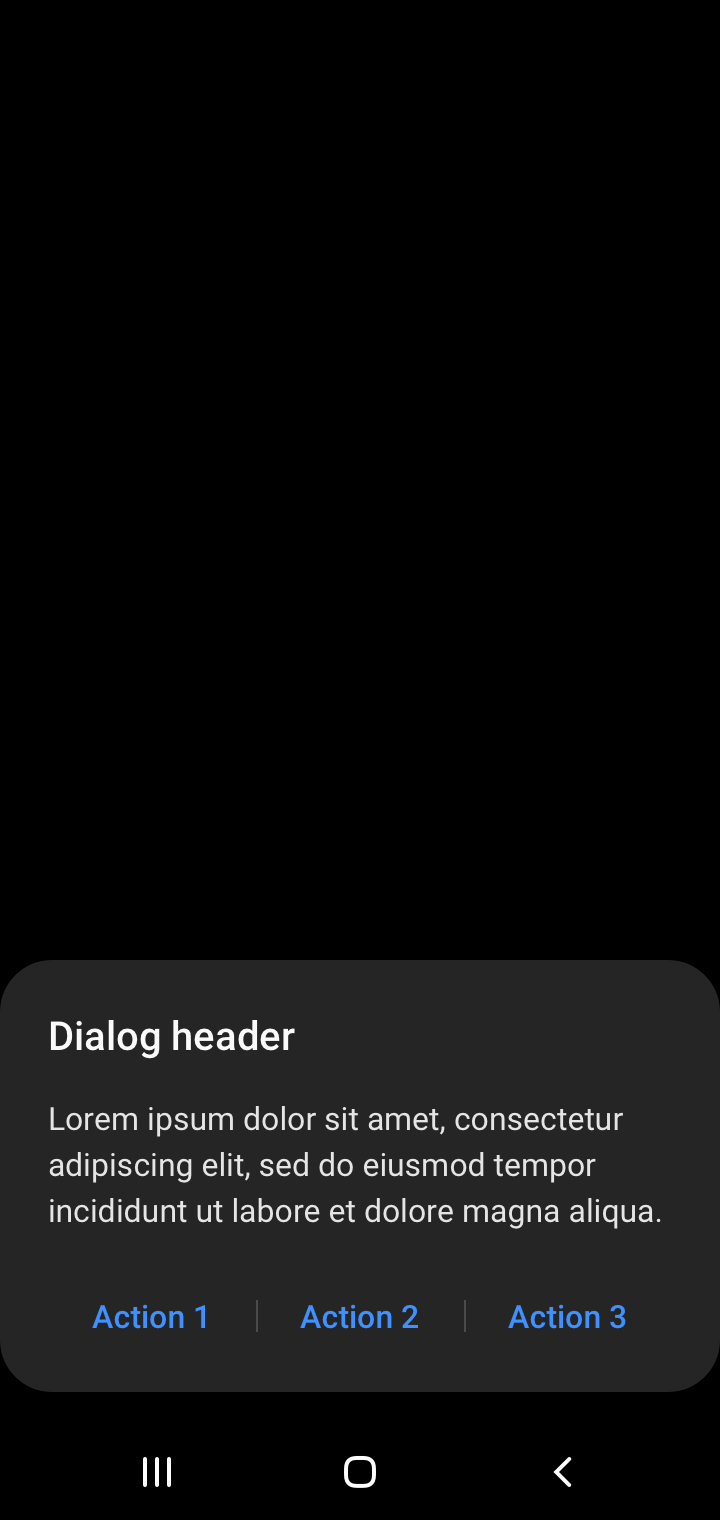 Dialog header
Lorem ipsum dolor sit amet, consectetur
adipiscing elit, sed do eiusmod tempor
incididunt ut labore et dolore magna aliqua.
Action 1 Action 2 Action 3